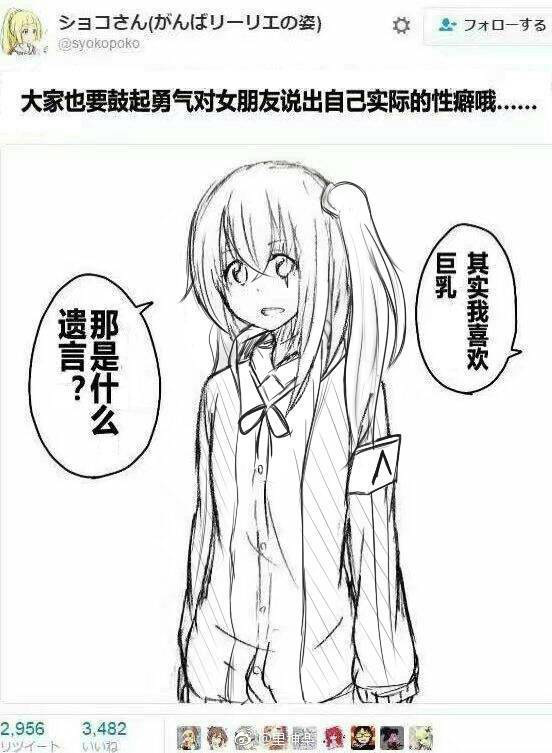 ショコさん(がんばリーリエの姿)
@syokopoko
フォローする
大家也要鼓起勇气对女朋友说出自己实际的性癖哦......
其实我喜欢
巨乳
那是什么
遗言？
2,956
リツイート
3,482
いいね